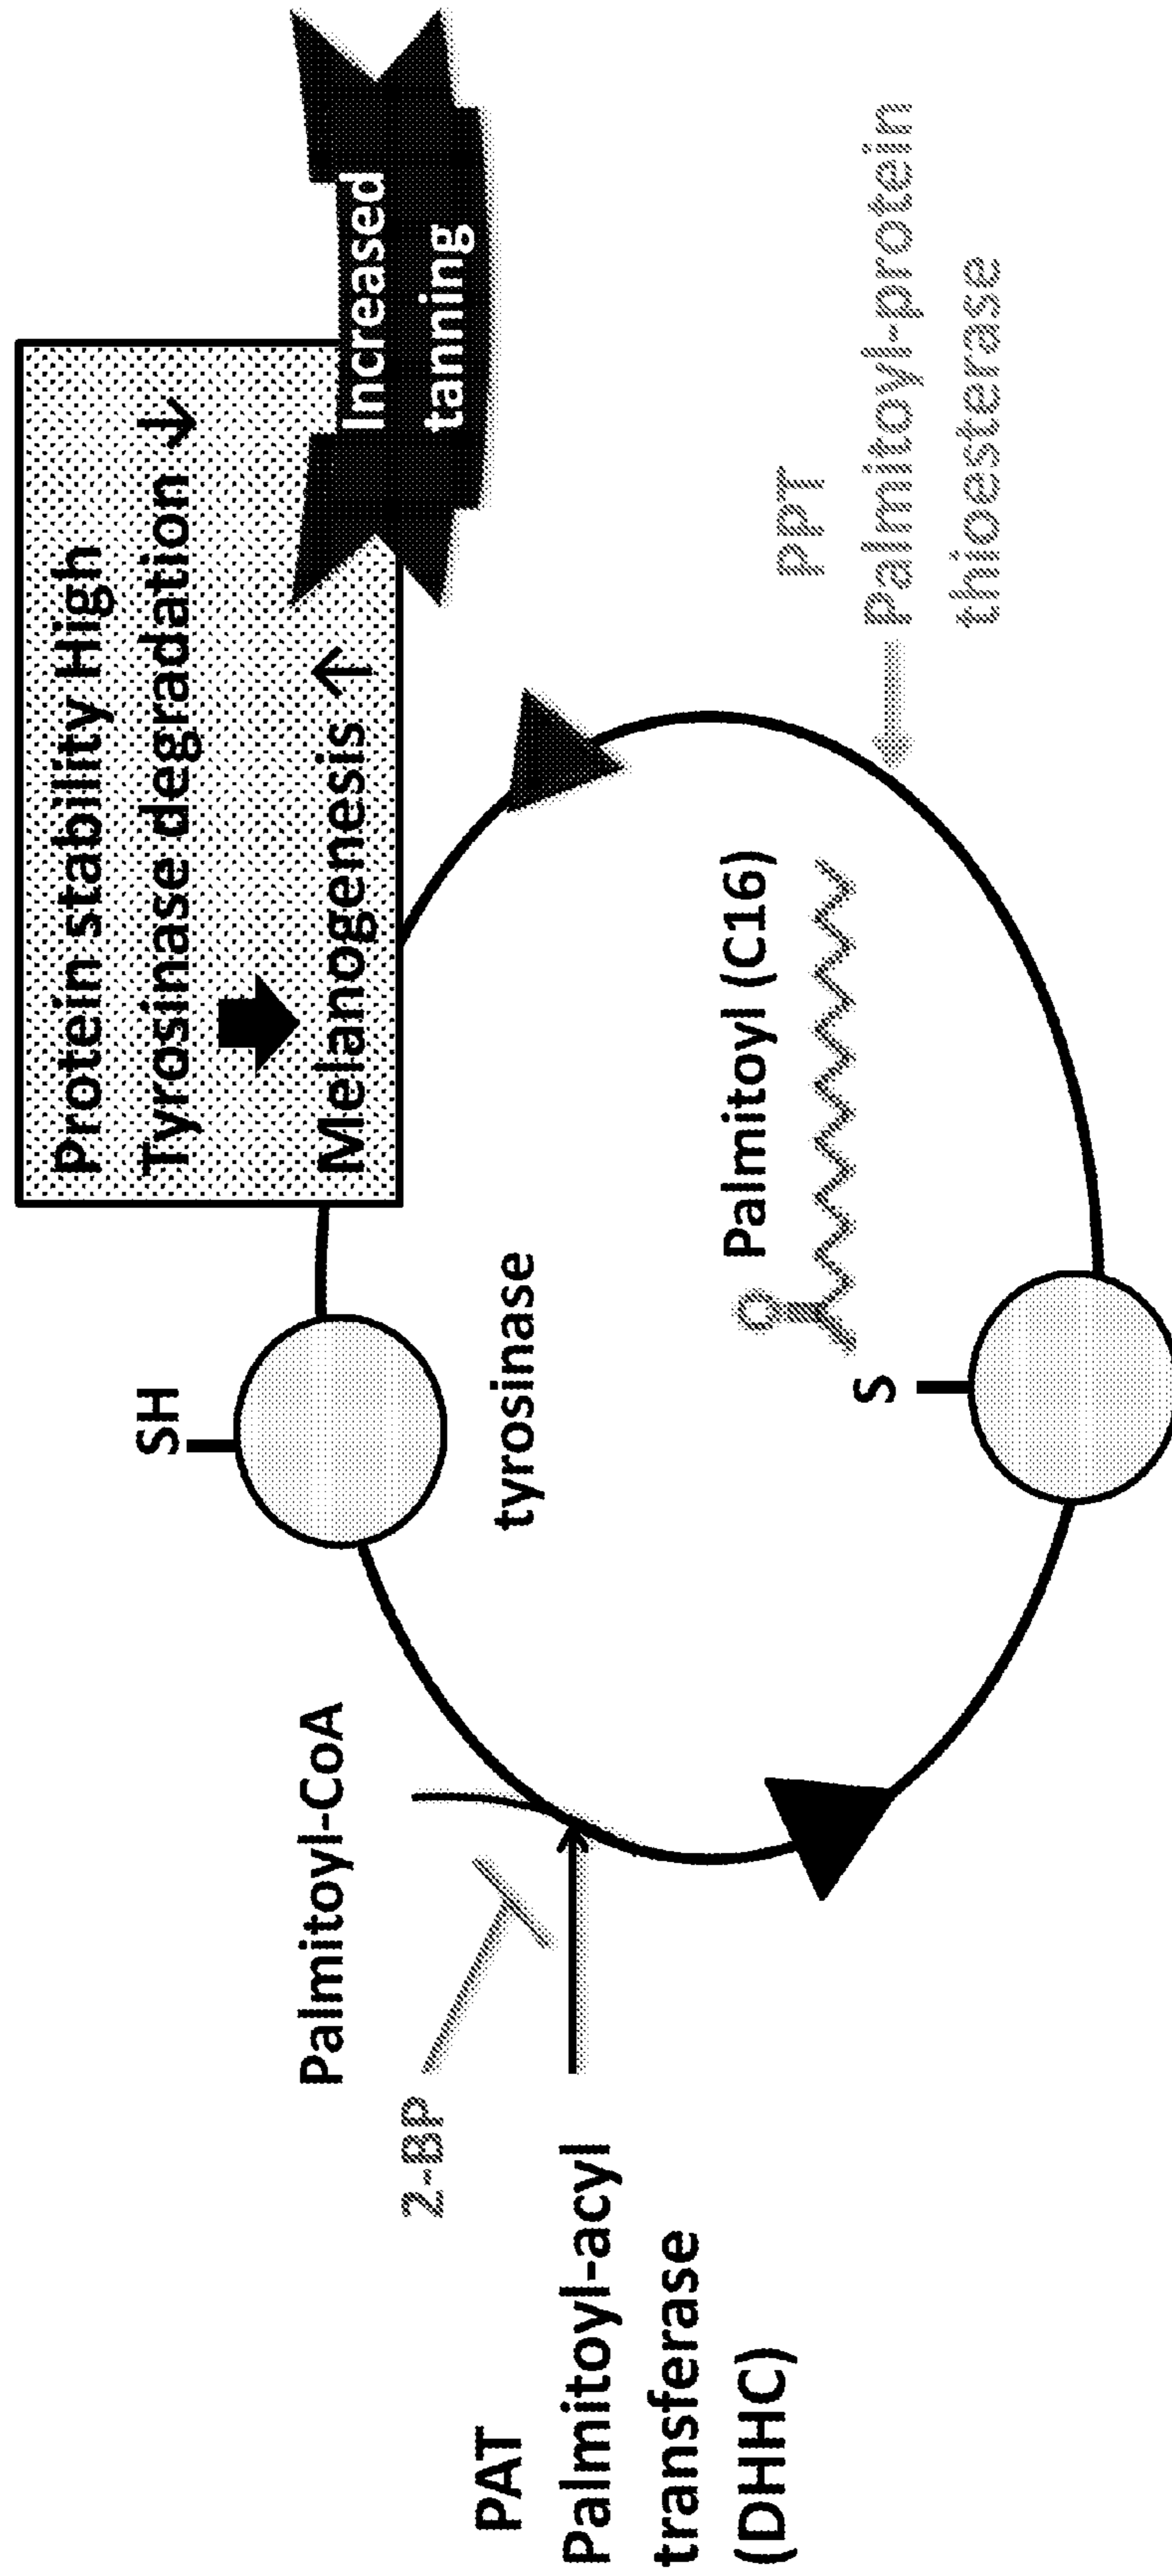 Protein stability High
Tyrosinase degradation ↓
Melanogenesis ↑
Increased
tanning
SH
tyrosinase
Palmitoyl-CoA
2-BP
PAT
Palmitoyl-acyl
transferase
(DHHC)
O
Palmitoyl (C16)
S
PPT
Palmitoyl-protein
thioesterase